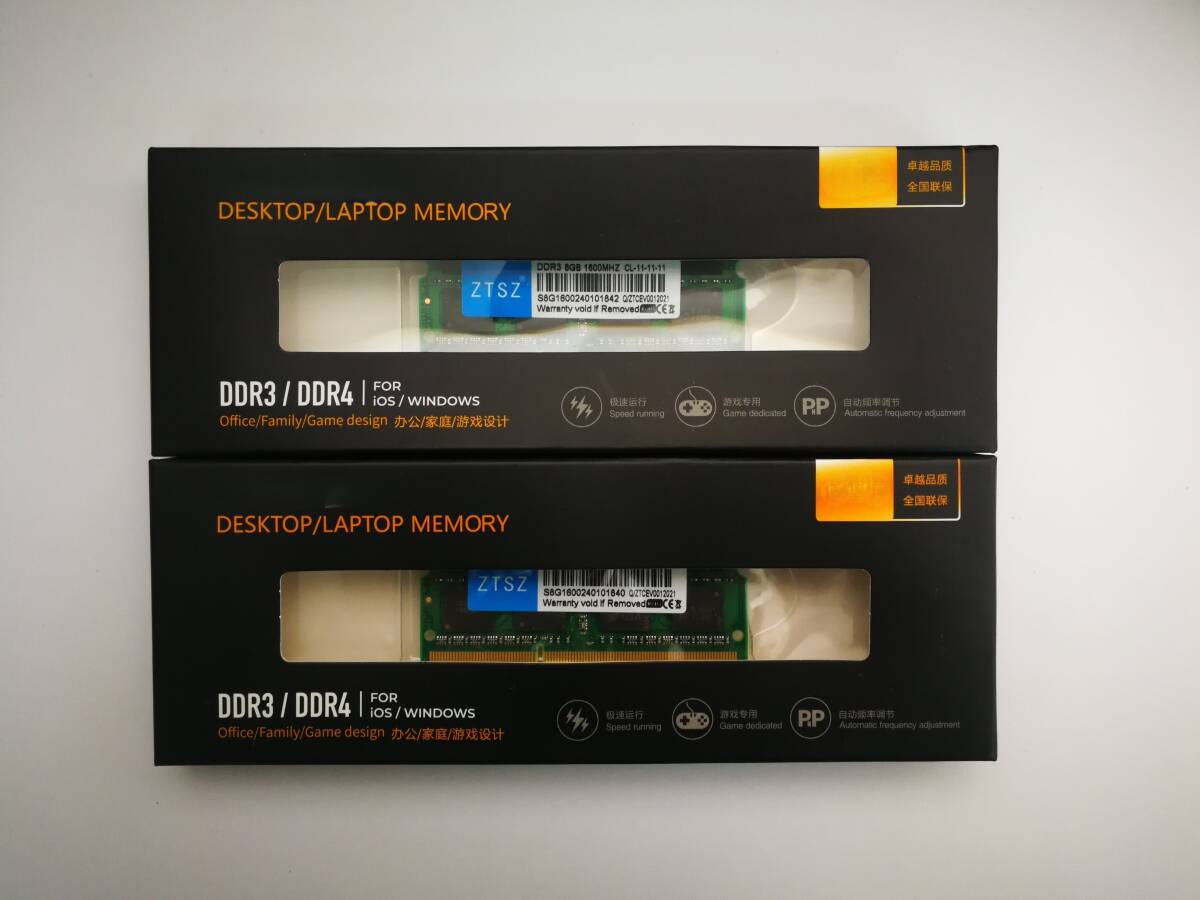 卓越品质
全国联保
DESKTOP/LAPTOP MEMORY
DDR3 8GB 1600MHZ CL-11-11-11
ZTSZ
S8G1600240101842 Q/ZTCEV0012021
Warranty void if Removed CE
DDR3 / DDR4 FOR
iOS / WINDOWS
Office/Family/Game design 办公/家庭/游戏设计
极速运行
Speed running
游戏专用
Game dedicated
PnP
自动频率调节
Automatic frequency adjustment
卓越品质
全国联保
DESKTOP/LAPTOP MEMORY
ZTSZ
S8G1600240101840 Q/ZTCEV0012021
Warranty void if Removed CE
DDR3 / DDR4 FOR
iOS / WINDOWS
Office/Family/Game design 办公/家庭/游戏设计
极速运行
Speed running
游戏专用
Game dedicated
PnP
自动频率调节
Automatic frequency adjustment